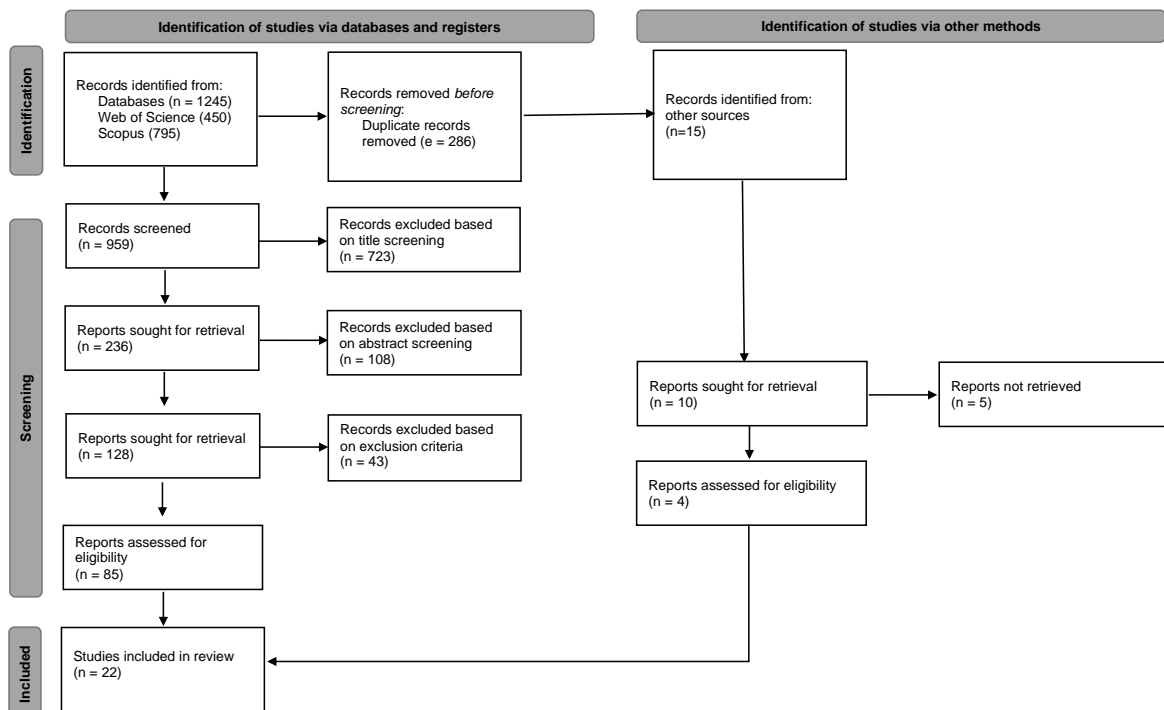 Identification of studies via databases and registers
Identification of studies via other methods
Identification
Records identified from:
Databases (n = 1245)
Web of Science (450)
Scopus (795)
Records removed before
screening:
Duplicate records
removed (e = 286)
Records identified from:
other sources
(n=15)
Screening
Records screened
(n = 959)
Records excluded based
on title screening
(n = 723)
Reports sought for retrieval
(n = 236)
Records excluded based
on abstract screening
(n = 108)
Reports sought for retrieval
(n = 10)
Reports not retrieved
(n = 5)
Reports sought for retrieval
(n = 128)
Records excluded based
on exclusion criteria
(n = 43)
Reports assessed for eligibility
(n = 4)
Reports assessed for
eligibility
(n = 85)
Included
Studies included in review
(n = 22)